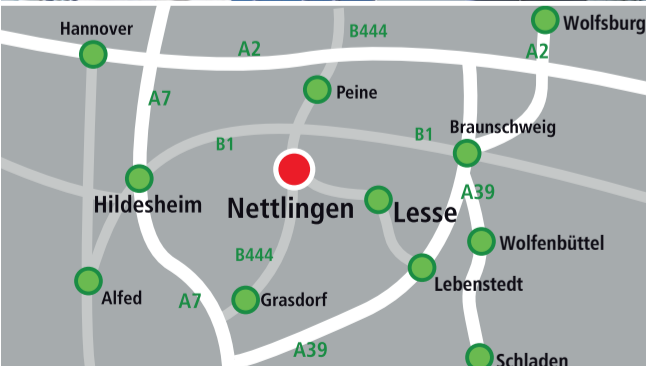 Wolfsburg
Hannover
B444
A2
A2
A7
Peine
B1
B1
Braunschweig
Hildesheim
Nettlingen
A39
Lesse
Wolfenbüttel
B444
Lebenstedt
Alfed
A7
Grasdorf
A39
Schladen